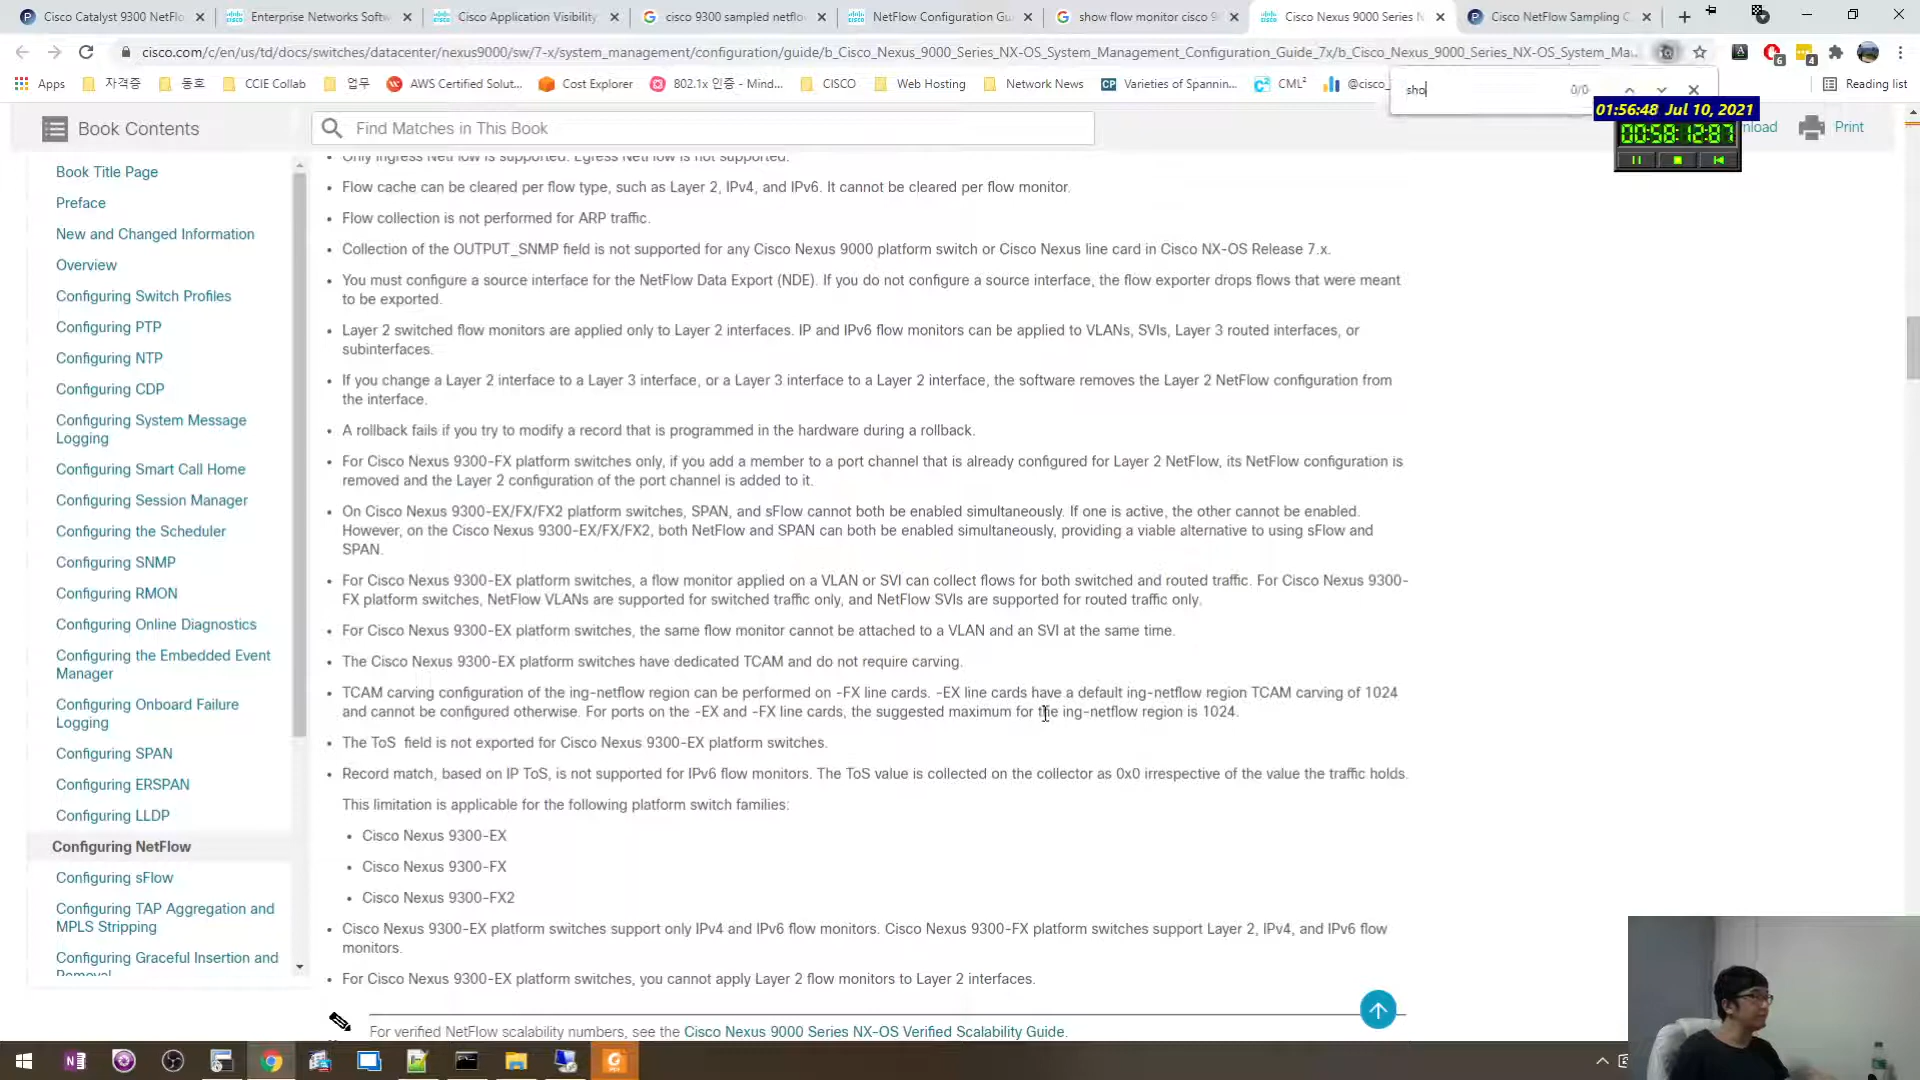 Cisco Catalyst 9300 NetFlo
Enterprise Networks Softw
Cisco Application Visibility
cisco 9300 sampled netflo
NetFlow Configuration Gu
show flow monitor cisco 9
Cisco Nexus 9000 Series N
Cisco NetFlow Sampling C
cisco.com/c/en/us/td/docs/switches/datacenter/nexus9000/sw/7-x/system_management/configuration/guide/b_Cisco_Nexus_9000_Series_NX-OS_System_Management_Configuration_Guide_7x/b_Cisco_Nexus_9000_Series_NX-OS_System_Ma...
6
4
Apps
자격증
동호
CCIE Collab
업무
AWS Certified Solut...
Cost Explorer
802.1x 인증 - Mind...
CISCO
Web Hosting
Network News
CP Varieties of Spannin...
CML²
@cisco_
Reading list
sho
0/0
01:56:48 Jul 10, 2021
00:58:12:87
nload
Print
Book Contents
Find Matches in This Book
Book Title Page
Preface
New and Changed Information
Overview
Configuring Switch Profiles
Configuring PTP
Configuring NTP
Configuring CDP
Configuring System Message
Logging
Configuring Smart Call Home
Configuring Session Manager
Configuring the Scheduler
Configuring SNMP
Configuring RMON
Configuring Online Diagnostics
Configuring the Embedded Event
Manager
Configuring Onboard Failure
Logging
Configuring SPAN
Configuring ERSPAN
Configuring LLDP
Configuring NetFlow
Configuring sFlow
Configuring TAP Aggregation and
MPLS Stripping
Configuring Graceful Insertion and
Removal
• Only ingress NetFlow is supported. Egress NetFlow is not supported.
• Flow cache can be cleared per flow type, such as Layer 2, IPv4, and IPv6. It cannot be cleared per flow monitor.
• Flow collection is not performed for ARP traffic.
• Collection of the OUTPUT_SNMP field is not supported for any Cisco Nexus 9000 platform switch or Cisco Nexus line card in Cisco NX-OS Release 7.x.
• You must configure a source interface for the NetFlow Data Export (NDE). If you do not configure a source interface, the flow exporter drops flows that were meant
to be exported.
• Layer 2 switched flow monitors are applied only to Layer 2 interfaces. IP and IPv6 flow monitors can be applied to VLANs, SVIs, Layer 3 routed interfaces, or
subinterfaces.
• If you change a Layer 2 interface to a Layer 3 interface, or a Layer 3 interface to a Layer 2 interface, the software removes the Layer 2 NetFlow configuration from
the interface.
• A rollback fails if you try to modify a record that is programmed in the hardware during a rollback.
• For Cisco Nexus 9300-FX platform switches only, if you add a member to a port channel that is already configured for Layer 2 NetFlow, its NetFlow configuration is
removed and the Layer 2 configuration of the port channel is added to it.
• On Cisco Nexus 9300-EX/FX/FX2 platform switches, SPAN, and sFlow cannot both be enabled simultaneously. If one is active, the other cannot be enabled.
However, on the Cisco Nexus 9300-EX/FX/FX2, both NetFlow and SPAN can both be enabled simultaneously, providing a viable alternative to using sFlow and
SPAN.
• For Cisco Nexus 9300-EX platform switches, a flow monitor applied on a VLAN or SVI can collect flows for both switched and routed traffic. For Cisco Nexus 9300-
FX platform switches, NetFlow VLANs are supported for switched traffic only, and NetFlow SVIs are supported for routed traffic only.
• For Cisco Nexus 9300-EX platform switches, the same flow monitor cannot be attached to a VLAN and an SVI at the same time.
• The Cisco Nexus 9300-EX platform switches have dedicated TCAM and do not require carving.
• TCAM carving configuration of the ing-netflow region can be performed on -FX line cards. -EX line cards have a default ing-netflow region TCAM carving of 1024
and cannot be configured otherwise. For ports on the -EX and -FX line cards, the suggested maximum for the ing-netflow region is 1024.
• The ToS field is not exported for Cisco Nexus 9300-EX platform switches.
• Record match, based on IP ToS, is not supported for IPv6 flow monitors. The ToS value is collected on the collector as 0x0 irrespective of the value the traffic holds.
This limitation is applicable for the following platform switch families:
• Cisco Nexus 9300-EX
• Cisco Nexus 9300-FX
• Cisco Nexus 9300-FX2
• Cisco Nexus 9300-EX platform switches support only IPv4 and IPv6 flow monitors. Cisco Nexus 9300-FX platform switches support Layer 2, IPv4, and IPv6 flow
monitors.
• For Cisco Nexus 9300-EX platform switches, you cannot apply Layer 2 flow monitors to Layer 2 interfaces.
For verified NetFlow scalability numbers, see the Cisco Nexus 9000 Series NX-OS Verified Scalability Guide.